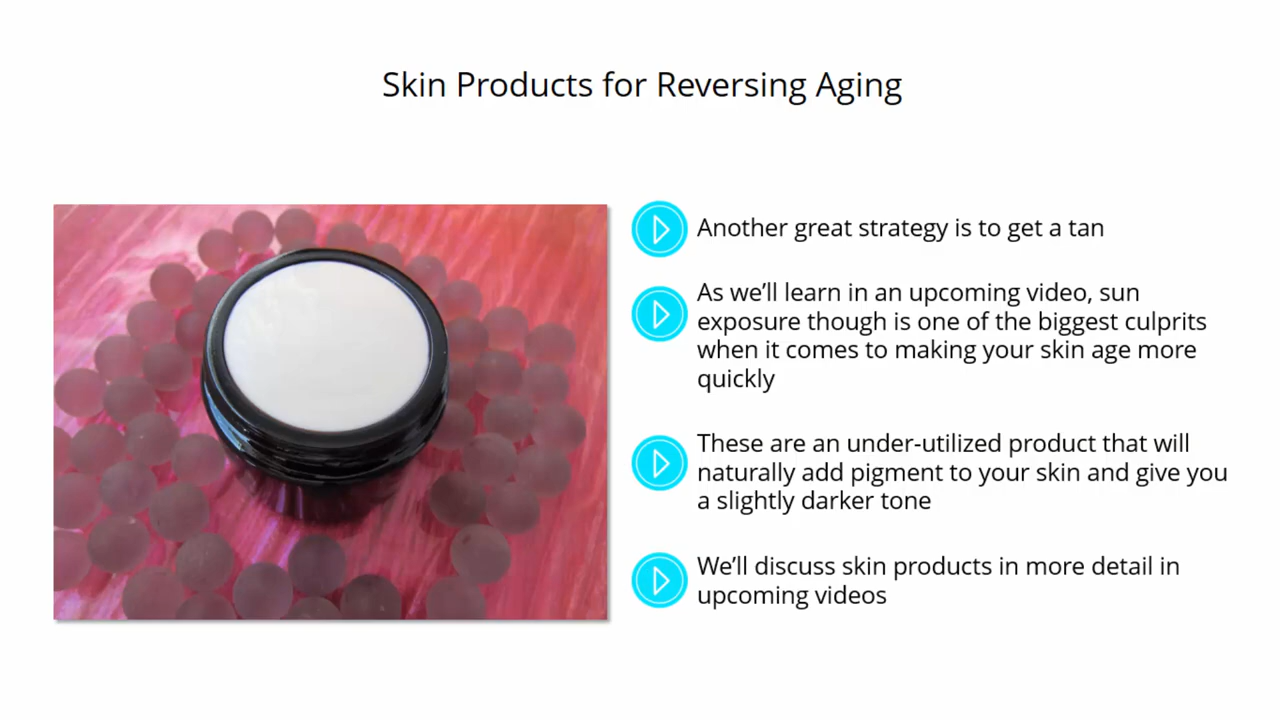 Skin Products for Reversing Aging
Another great strategy is to get a tan
As we’ll learn in an upcoming video, sun
exposure though is one of the biggest culprits
when it comes to making your skin age more
quickly
These are an under-utilized product that will
naturally add pigment to your skin and give you
a slightly darker tone
We’ll discuss skin products in more detail in
upcoming videos